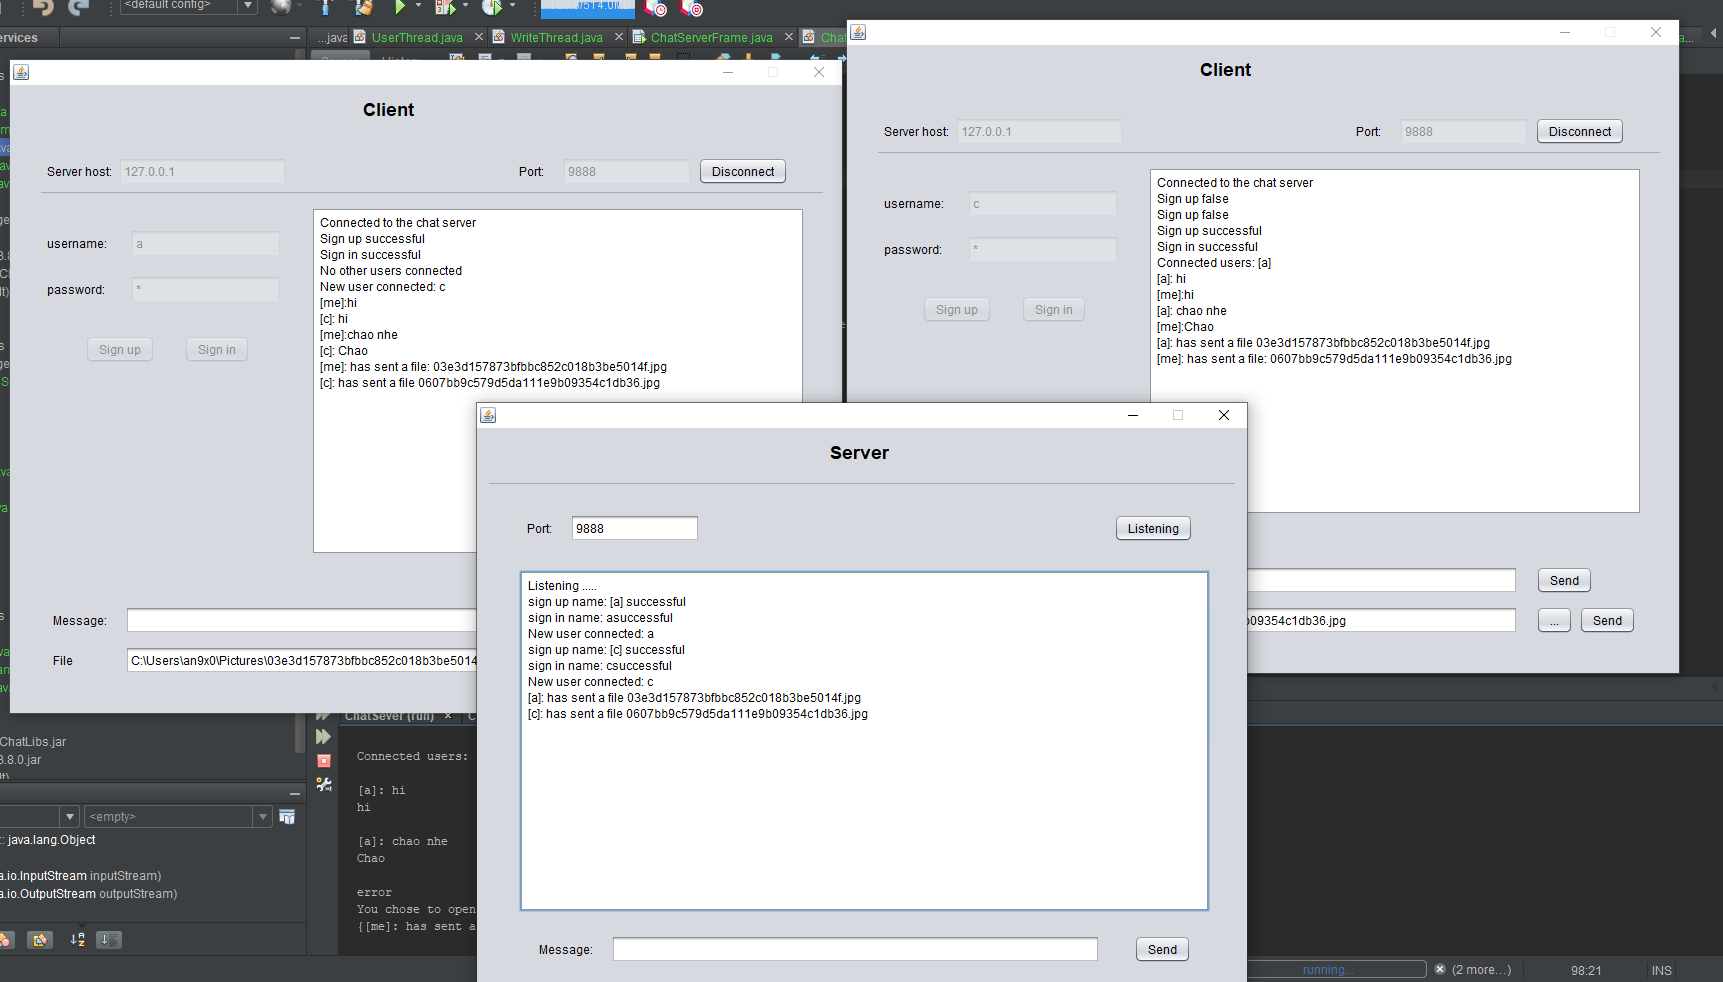 <default config>
ervices
...java
UserThread.java
WriteThread.java
ChatServerFrame.java
Client
Server host:
127.0.0.1
Port:
9888
Disconnect
username:
a
password:
*
Sign up
Sign in
Connected to the chat server
Sign up successful
Sign in successful
No other users connected
New user connected: c
[me]:hi
[c]: hi
[me]:chao nhe
[c]: Chao
[me]: has sent a file: 03e3d157873bfbbc852c018b3be5014f.jpg
[c]: has sent a file 0607bb9c579d5da111e9b09354c1db36.jpg
Message:
File
C:\Users\an9x0\Pictures\03e3d157873bfbbc852c018b3be5014
Client
Server host:
127.0.0.1
Port:
9888
Disconnect
username:
c
password:
*
Sign up
Sign in
Connected to the chat server
Sign up false
Sign up false
Sign up successful
Sign in successful
Connected users: [a]
[a]: hi
[me]:hi
[a]: chao nhe
[me]:Chao
[a]: has sent a file 03e3d157873bfbbc852c018b3be5014f.jpg
[me]: has sent a file: 0607bb9c579d5da111e9b09354c1db36.jpg
Send
b09354c1db36.jpg
...
Send
Server
Port:
9888
Listening
Listening .....
sign up name: [a] successful
sign in name: asuccessful
New user connected: a
sign up name: [c] successful
sign in name: csuccessful
New user connected: c
[a]: has sent a file 03e3d157873bfbbc852c018b3be5014f.jpg
[c]: has sent a file 0607bb9c579d5da111e9b09354c1db36.jpg
Message:
Send
ChatSever (run)
Connected users:
[a]: hi
hi
[a]: chao nhe
Chao
error
You chose to open
{[me]: has sent a
ChatLibs.jar
3.8.0.jar
<empty>
:: java.lang.Object
a.io.InputStream inputStream)
a.io.OutputStream outputStream)
running...
(2 more...)
98:21
INS